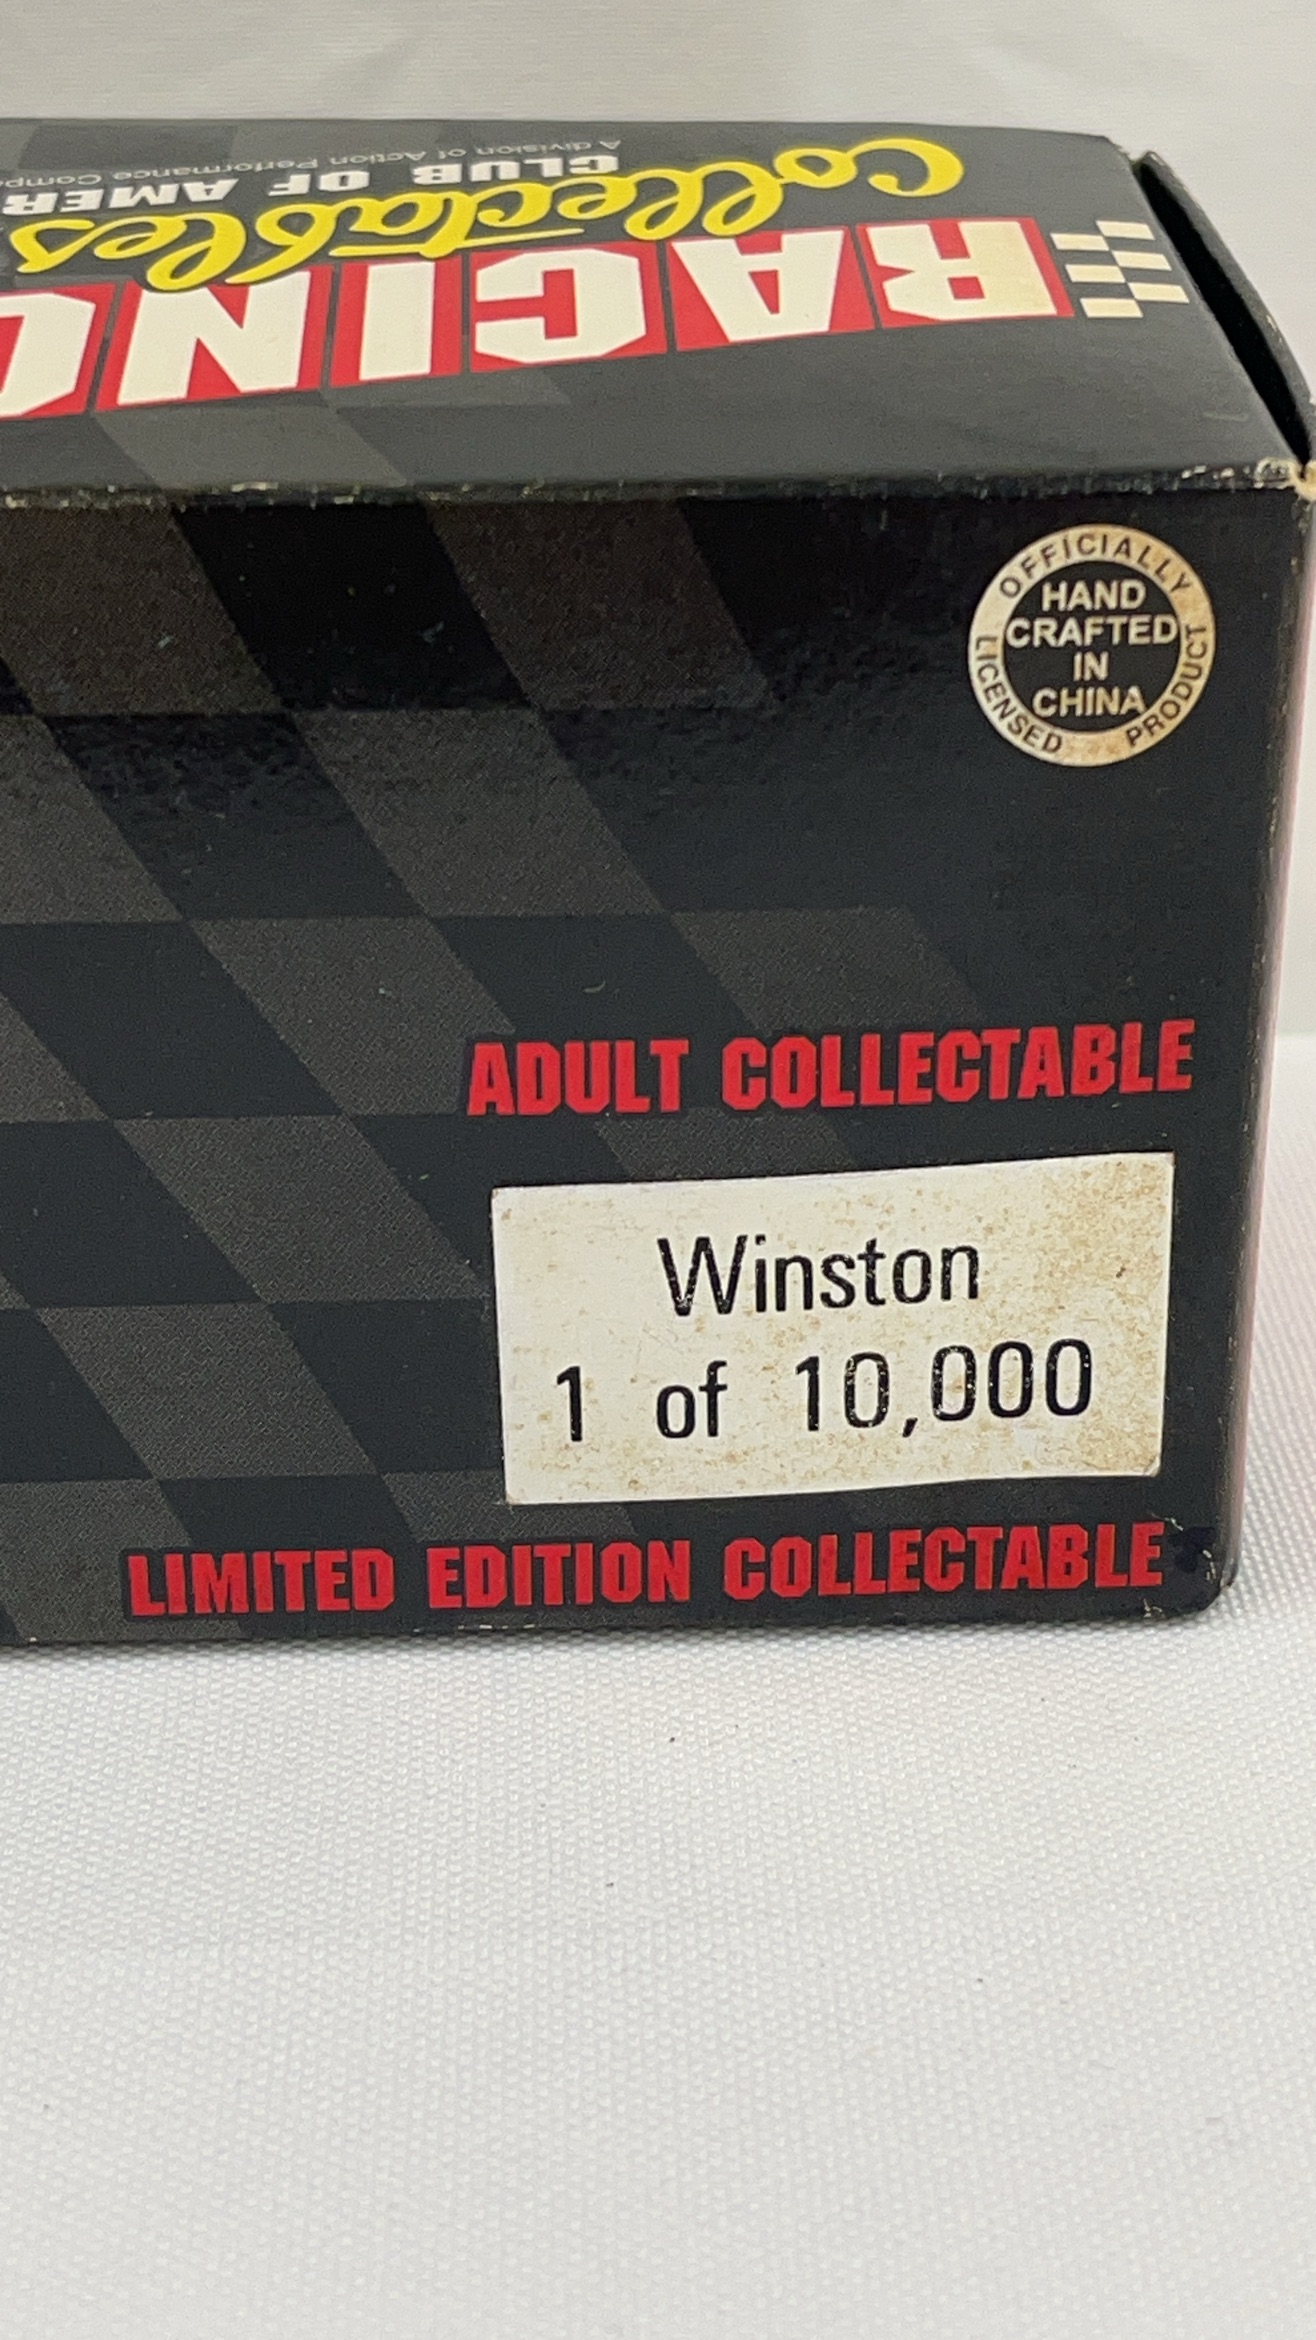 RACING
Collectables
CLUB OF AMER
A division of Action Performance
OFFICIALLY
LICENSED PRODUCT
HAND
CRAFTED
IN
CHINA
ADULT COLLECTABLE
Winston
1 of 10,000
LIMITED EDITION COLLECTABLE